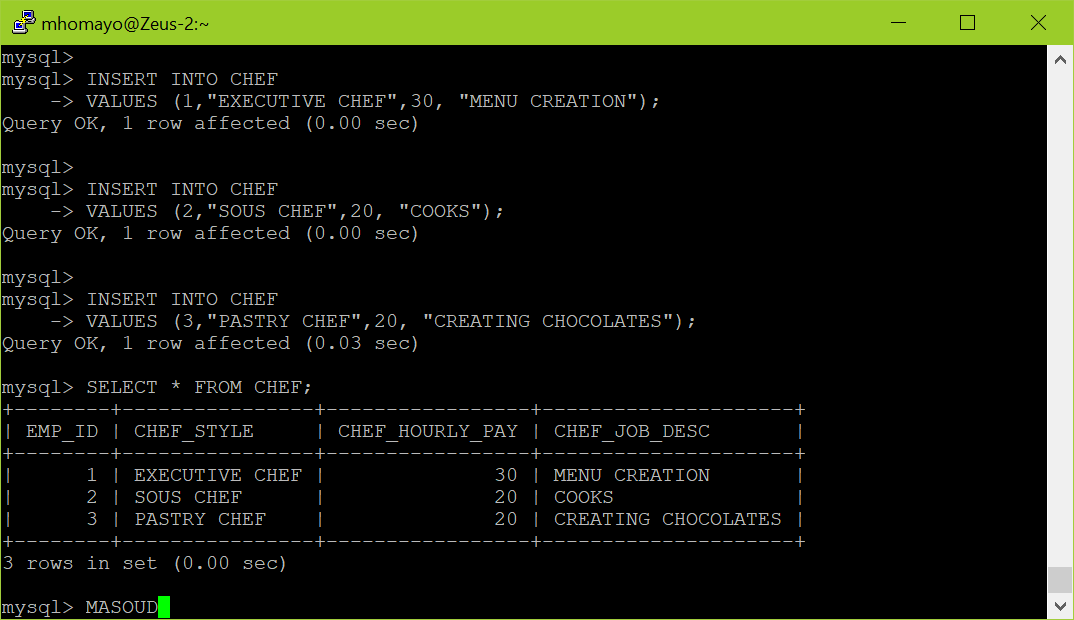 mhomayo@Zeus-2:~
mysql>
mysql> INSERT INTO CHEF
    -> VALUES (1,"EXECUTIVE CHEF",30, "MENU CREATION");
Query OK, 1 row affected (0.00 sec)
mysql>
mysql> INSERT INTO CHEF
    -> VALUES (2,"SOUS CHEF",20, "COOKS");
Query OK, 1 row affected (0.00 sec)
mysql>
mysql> INSERT INTO CHEF
    -> VALUES (3,"PASTRY CHEF",20, "CREATING CHOCOLATES");
Query OK, 1 row affected (0.03 sec)
mysql> SELECT * FROM CHEF;
+--------+----------------+-----------------+---------------------+
| EMP_ID | CHEF_STYLE     | CHEF_HOURLY_PAY | CHEF_JOB_DESC       |
+--------+----------------+-----------------+---------------------+
|      1 | EXECUTIVE CHEF |              30 | MENU CREATION       |
|      2 | SOUS CHEF      |              20 | COOKS               |
|      3 | PASTRY CHEF    |              20 | CREATING CHOCOLATES |
+--------+----------------+-----------------+---------------------+
3 rows in set (0.00 sec)
mysql> MASOUD